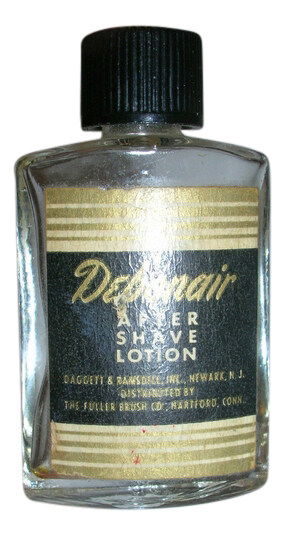 Debonair
AFTER
SHAVE
LOTION
DAGGETT & RAMSDELL, INC., NEWARK, N. J.
DISTRIBUTED BY
THE FULLER BRUSH CO., HARTFORD, CONN.